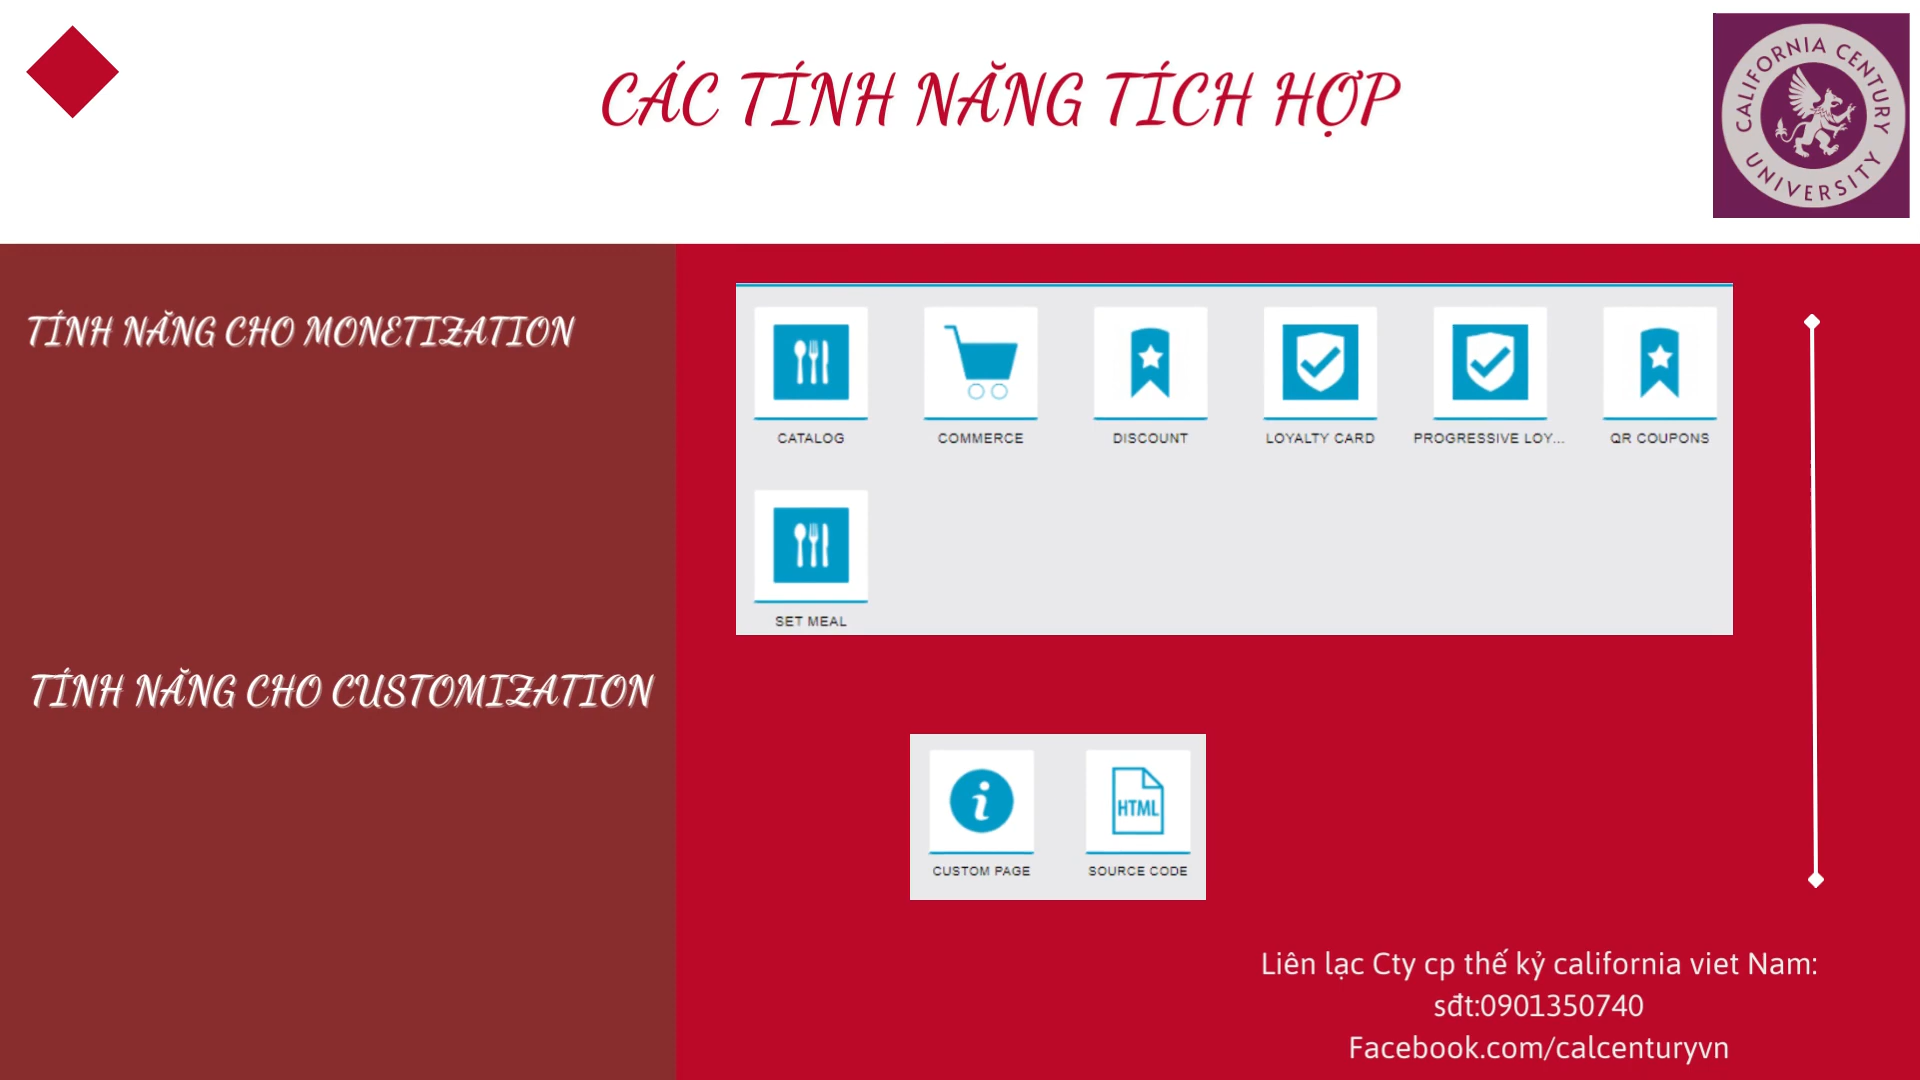 CÁC TÍNH NĂNG TÍCH HỢP
CALIFORNIA CENTURY
UNIVERSITY
TÍNH NĂNG CHO MONETIZATION
CATALOG
COMMERCE
DISCOUNT
LOYALTY CARD
PROGRESSIVE LOY...
QR COUPONS
SET MEAL
TÍNH NĂNG CHO CUSTOMIZATION
HTML
CUSTOM PAGE
SOURCE CODE
Liên lạc Cty cp thế kỷ california viet Nam:
sđt:0901350740
Facebook.com/calcenturyvn